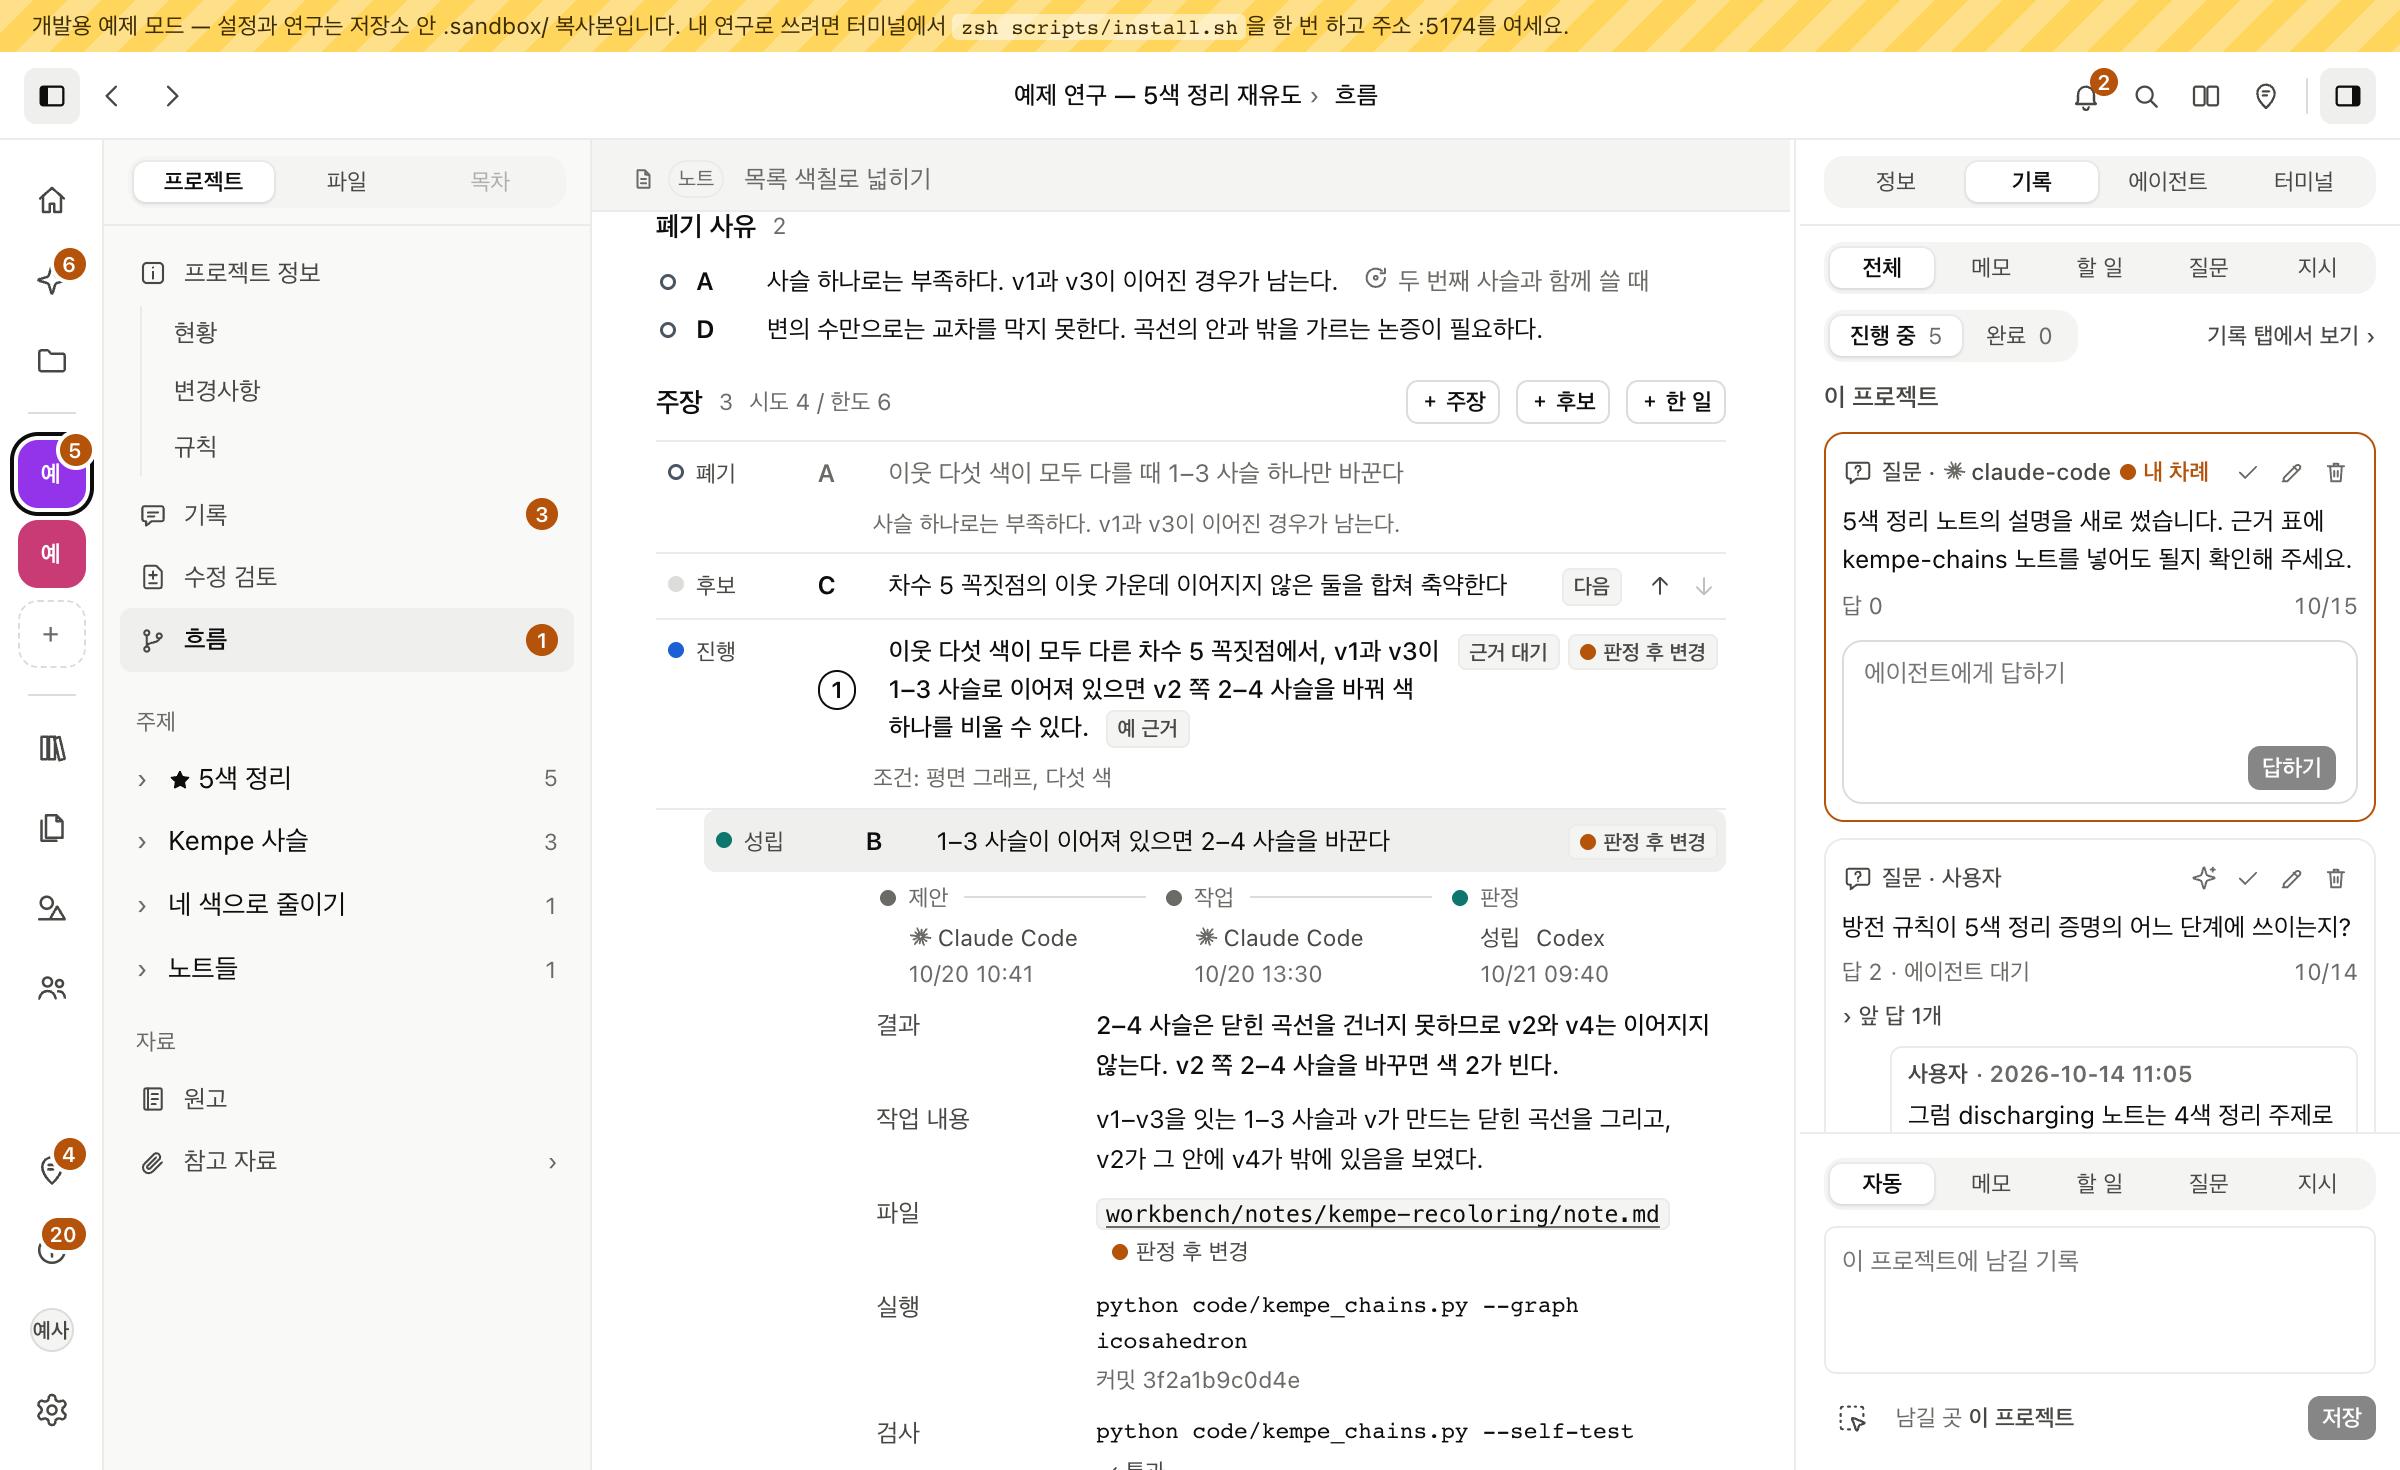 개발용 예제 모드 — 설정과 연구는 저장소 안 .sandbox/ 복사본입니다. 내 연구로 쓰려면 터미널에서 zsh scripts/install.sh을 한 번 하고 주소 :5174를 여세요.
예제 연구 — 5색 정리 재유도 › 흐름
2
6
5
예
예
+
4
20
예사
프로젝트 파일 목차
프로젝트 정보
현황
변경사항
규칙
기록 3
수정 검토
흐름 1
주제
› ★ 5색 정리 5
› Kempe 사슬 3
› 네 색으로 줄이기 1
› 노트들 1
자료
원고
참고 자료 ›
노트 목록 색칠로 넓히기
폐기 사유 2
A 사슬 하나로는 부족하다. v1과 v3이 이어진 경우가 남는다. 두 번째 사슬과 함께 쓸 때
D 변의 수만으로는 교차를 막지 못한다. 곡선의 안과 밖을 가르는 논증이 필요하다.
주장 3 시도 4 / 한도 6 + 주장 + 후보 + 한 일
폐기 A 이웃 다섯 색이 모두 다를 때 1–3 사슬 하나만 바꾼다
사슬 하나로는 부족하다. v1과 v3이 이어진 경우가 남는다.
후보 C 차수 5 꼭짓점의 이웃 가운데 이어지지 않은 둘을 합쳐 축약한다 다음 ↑ ↓
진행 1 이웃 다섯 색이 모두 다른 차수 5 꼭짓점에서, v1과 v3이 근거 대기 판정 후 변경
1–3 사슬로 이어져 있으면 v2 쪽 2–4 사슬을 바꿔 색
하나를 비울 수 있다. 예 근거
조건: 평면 그래프, 다섯 색
성립 B 1–3 사슬이 이어져 있으면 2–4 사슬을 바꾼다 판정 후 변경
제안 작업 판정
Claude Code Claude Code 성립 Codex
10/20 10:41 10/20 13:30 10/21 09:40
결과 2–4 사슬은 닫힌 곡선을 건너지 못하므로 v2와 v4는 이어지지
않는다. v2 쪽 2–4 사슬을 바꾸면 색 2가 빈다.
작업 내용 v1–v3을 잇는 1–3 사슬과 v가 만드는 닫힌 곡선을 그리고,
v2가 그 안에 v4가 밖에 있음을 보였다.
파일 workbench/notes/kempe-recoloring/note.md
판정 후 변경
실행 python code/kempe_chains.py --graph
icosahedron
커밋 3f2a1b9c0d4e
검사 python code/kempe_chains.py --self-test
정보 기록 에이전트 터미널
전체 메모 할 일 질문 지시
진행 중 5 완료 0 기록 탭에서 보기 ›
이 프로젝트
질문 · claude-code 내 차례
5색 정리 노트의 설명을 새로 썼습니다. 근거 표에
kempe-chains 노트를 넣어도 될지 확인해 주세요.
답 0 10/15
에이전트에게 답하기
답하기
질문 · 사용자
방전 규칙이 5색 정리 증명의 어느 단계에 쓰이는지?
답 2 · 에이전트 대기 10/14
› 앞 답 1개
사용자 · 2026-10-14 11:05
그럼 discharging 노트는 4색 정리 주제로
자동 메모 할 일 질문 지시
이 프로젝트에 남길 기록
남길 곳 이 프로젝트 저장